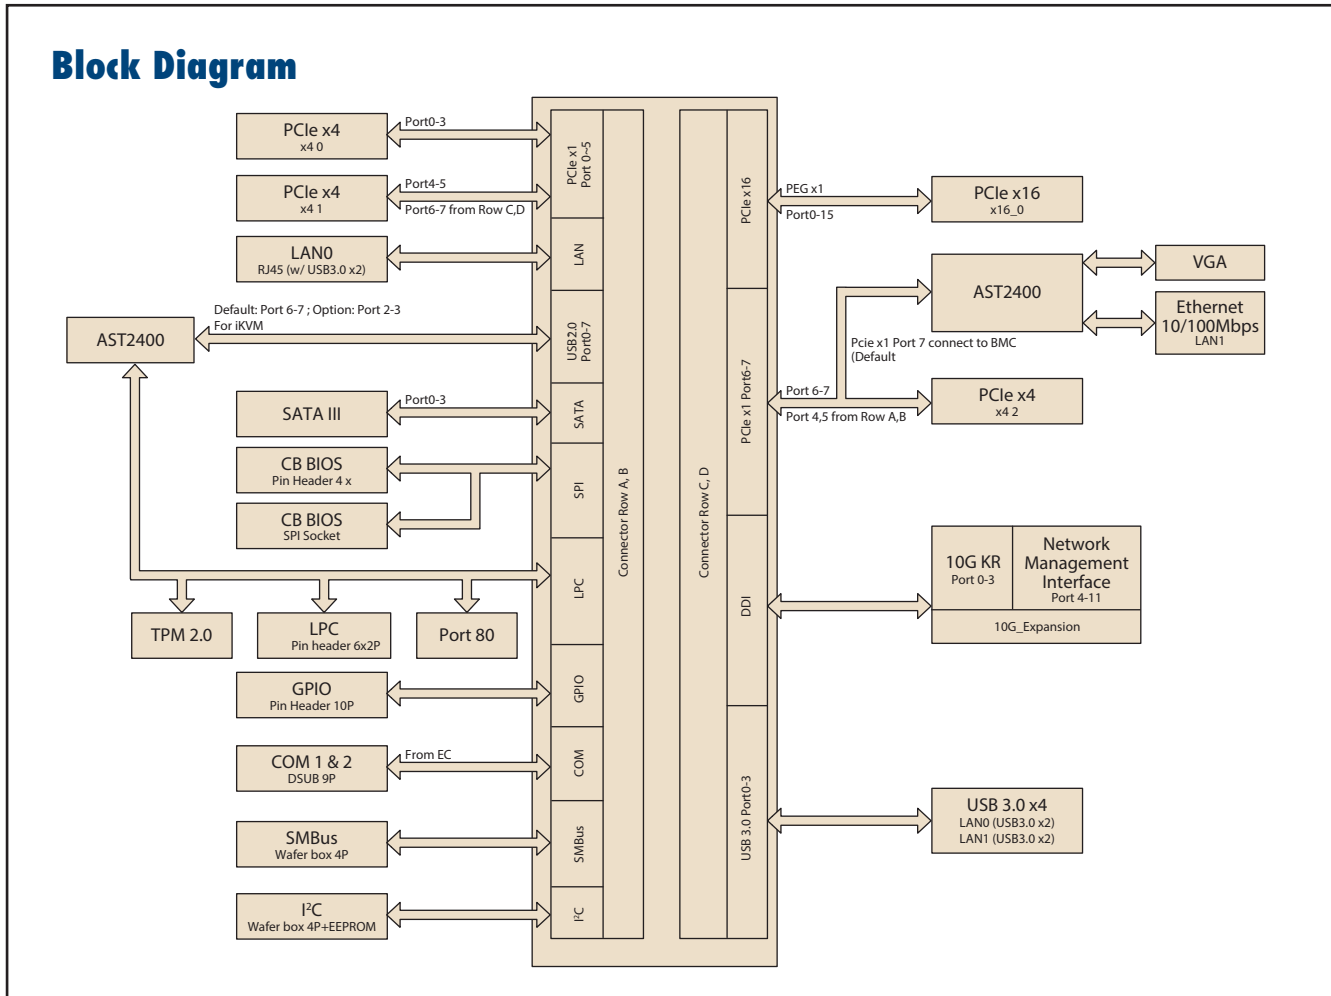 Block Diagram
PCIe x4
x4 0
Port0-3
PCIe x4
x4 1
Port4-5
Port6-7 from Row C,D
LAN0
RJ45 (w/ USB3.0 x2)
Default: Port 6-7 ; Option: Port 2-3
For iKVM
AST2400
SATA III
Port0-3
CB BIOS
Pin Header 4 x
CB BIOS
SPI Socket
TPM 2.0
LPC
Pin header 6x2P
Port 80
GPIO
Pin Header 10P
COM 1 & 2
DSUB 9P
From EC
SMBus
Wafer box 4P
I²C
Wafer box 4P+EEPROM
PCIe x1
Port 0~5
LAN
USB2.0
Port0-7
SATA
SPI
LPC
GPIO
COM
SMBus
I²C
Connector Row A, B
Connector Row C, D
PCIe x16
PCIe x1 Port6-7
DDI
USB 3.0 Port0-3
PEG x1
Port0-15
PCIe x16
x16_0
AST2400
VGA
Ethernet
10/100Mbps
LAN1
Pcie x1 Port 7 connect to BMC
(Default
Port 6-7
Port 4,5 from Row A,B
PCIe x4
x4 2
10G KR
Port 0-3
Network
Management
Interface
Port 4-11
10G_Expansion
USB 3.0 x4
LAN0 (USB3.0 x2)
LAN1 (USB3.0 x2)